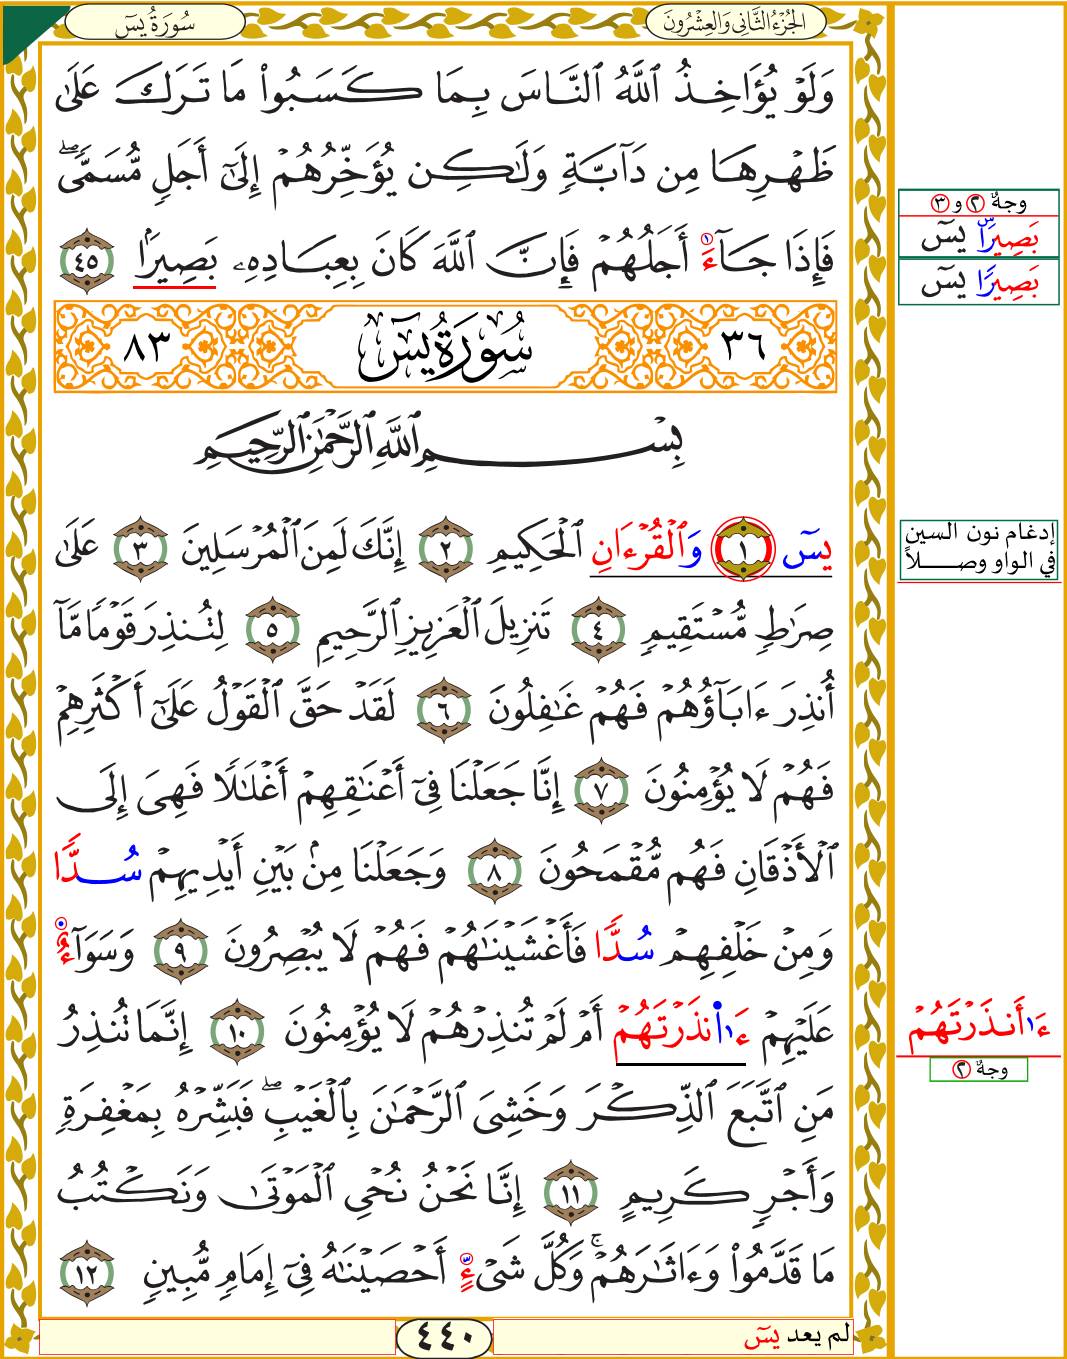 الجُزْءُ الثَّانِي وَالعِشْرُونَ
سُورَةُ يسٓ
وَلَوْ يُؤَاخِذُ ٱللَّهُ ٱلنَّاسَ بِمَا كَسَبُوا۟ مَا تَرَكَ عَلَىٰ
ظَهْرِهَا مِن دَآبَّةٍ وَلَٰكِن يُؤَخِّرُهُمْ إِلَىٰٓ أَجَلٍ مُّسَمًّى ۖ
فَإِذَا جَآءَ ١ أَجَلُهُمْ فَإِنَّ ٱللَّهَ كَانَ بِعِبَادِهِۦ بَصِيرَۢا ٤٥
٣٦ سُورَةُ يسٓ ٨٣
بِسْمِ ٱللَّهِ ٱلرَّحْمَٰنِ ٱلرَّحِيمِ
يسٓ ١ وَٱلْقُرْءَانِ ٱلْحَكِيمِ ٢ إِنَّكَ لَمِنَ ٱلْمُرْسَلِينَ ٣ عَلَىٰ
صِرَٰطٍ مُّسْتَقِيمٍ ٤ تَنزِيلَ ٱلْعَزِيزِ ٱلرَّحِيمِ ٥ لِتُنذِرَ قَوْمًا مَّآ
أُنذِرَ ءَابَآؤُهُمْ فَهُمْ غَٰفِلُونَ ٦ لَقَدْ حَقَّ ٱلْقَوْلُ عَلَىٰٓ أَكْثَرِهِمْ
فَهُمْ لَا يُؤْمِنُونَ ٧ إِنَّا جَعَلْنَا فِىٓ أَعْنَٰقِهِمْ أَغْلَٰلًا فَهِىَ إِلَى
ٱلْأَذْقَانِ فَهُم مُّقْمَحُونَ ٨ وَجَعَلْنَا مِنۢ بَيْنِ أَيْدِيهِمْ سُدًّا
وَمِنْ خَلْفِهِمْ سُدًّا فَأَغْشَيْنَٰهُمْ فَهُمْ لَا يُبْصِرُونَ ٩ وَسَوَآءٌ
عَلَيْهِمْ ءَا۬نذَرْتَهُمْ أَمْ لَمْ تُنذِرْهُمْ لَا يُؤْمِنُونَ ١٠ إِنَّمَا تُنذِرُ
مَنِ ٱتَّبَعَ ٱلذِّكْرَ وَخَشِىَ ٱلرَّحْمَٰنَ بِٱلْغَيْبِ ۖ فَبَشِّرْهُ بِمَغْفِرَةٍ
وَأَجْرٍ كَرِيمٍ ١١ إِنَّا نَحْنُ نُحْىِ ٱلْمَوْتَىٰ وَنَكْتُبُ
مَا قَدَّمُوا۟ وَءَاثَٰرَهُمْ ۚ وَكُلَّ شَىْءٍ أَحْصَيْنَٰهُ فِىٓ إِمَامٍ مُّبِينٍ ١٢
لم يعد يسٓ
٤٤٠
وجهٌ ٢ و ٣
بَصِيرًاسّ يسٓ
بَصِيرًا يسٓ
إدغام نون السين
في الواو وصـــلاً
ءَا۬أَنذَرْتَهُمْ
وجهٌ ٢